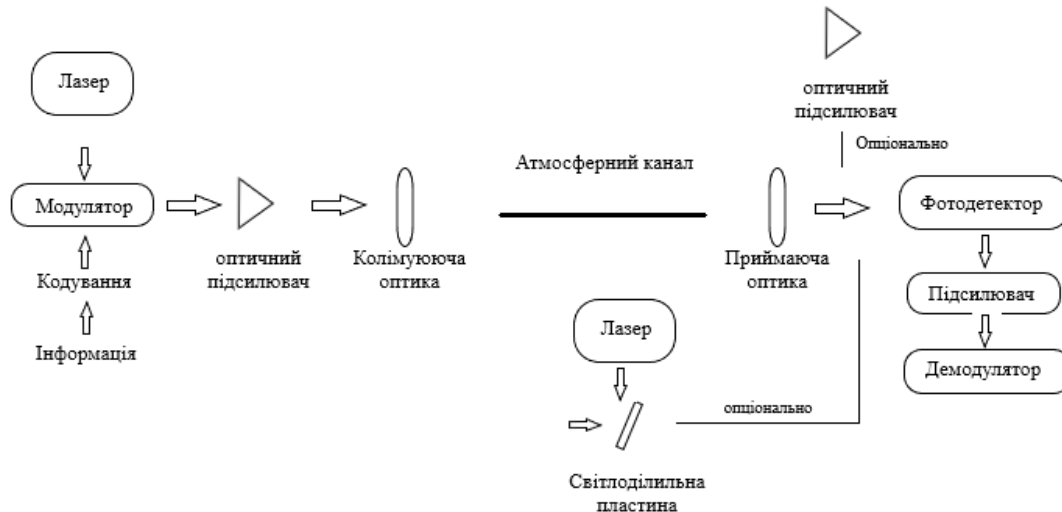 Лазер
Модулятор
Кодування
Інформація
оптичний
підсилювач
Колімуююча
оптика
Атмосферний канал
Приймаюча
оптика
оптичний
підсилювач
Опціонально
Фотодетектор
Підсилювач
Демодулятор
Лазер
опціонально
Світлоділильна
пластина